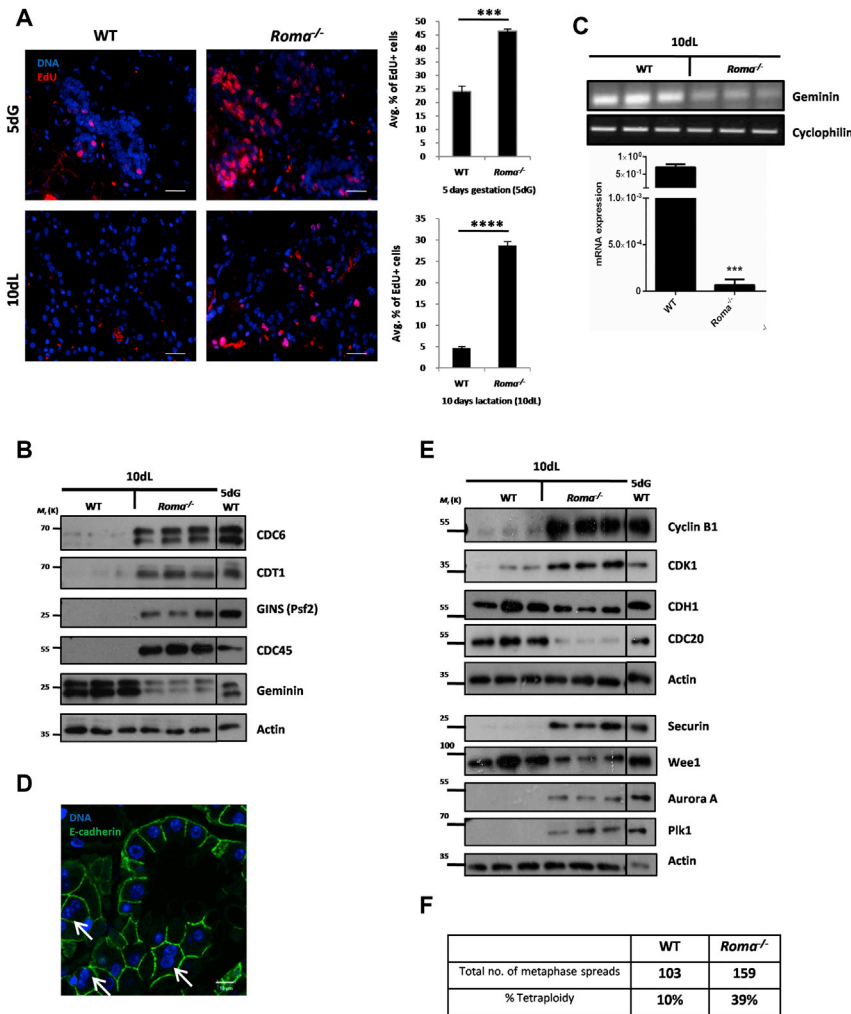 A
WT
Roma-/-
DNA
EdU
5dG
10dL
Avg. % of EdU+ cells
50
45
40
35
30
25
20
15
10
5
0
***
WT
Roma-/-
5 days gestation (5dG)
Avg. % of EdU+ cells
35
30
25
20
15
10
5
0
****
WT
Roma-/-
10 days lactation (10dL)
C
10dL
WT
Roma-/-
Geminin
Cyclophilin
mRNA expression
1×10⁰
5×10⁻¹
1.0×10⁻³
5.0×10⁻⁴
0
***
WT
Roma-/-
B
10dL
5dG
Mr (K)
WT
Roma-/-
WT
70
CDC6
70
CDT1
25
GINS (Psf2)
55
CDC45
25
Geminin
35
Actin
D
DNA
E-cadherin
10 µm
E
10dL
5dG
Mr (K)
WT
Roma-/-
WT
55
Cyclin B1
35
CDK1
55
CDH1
55
CDC20
35
Actin
25
Securin
100
Wee1
55
Aurora A
70
Plk1
35
Actin
F
WT
Roma-/-
Total no. of metaphase spreads
103
159
% Tetraploidy
10%
39%